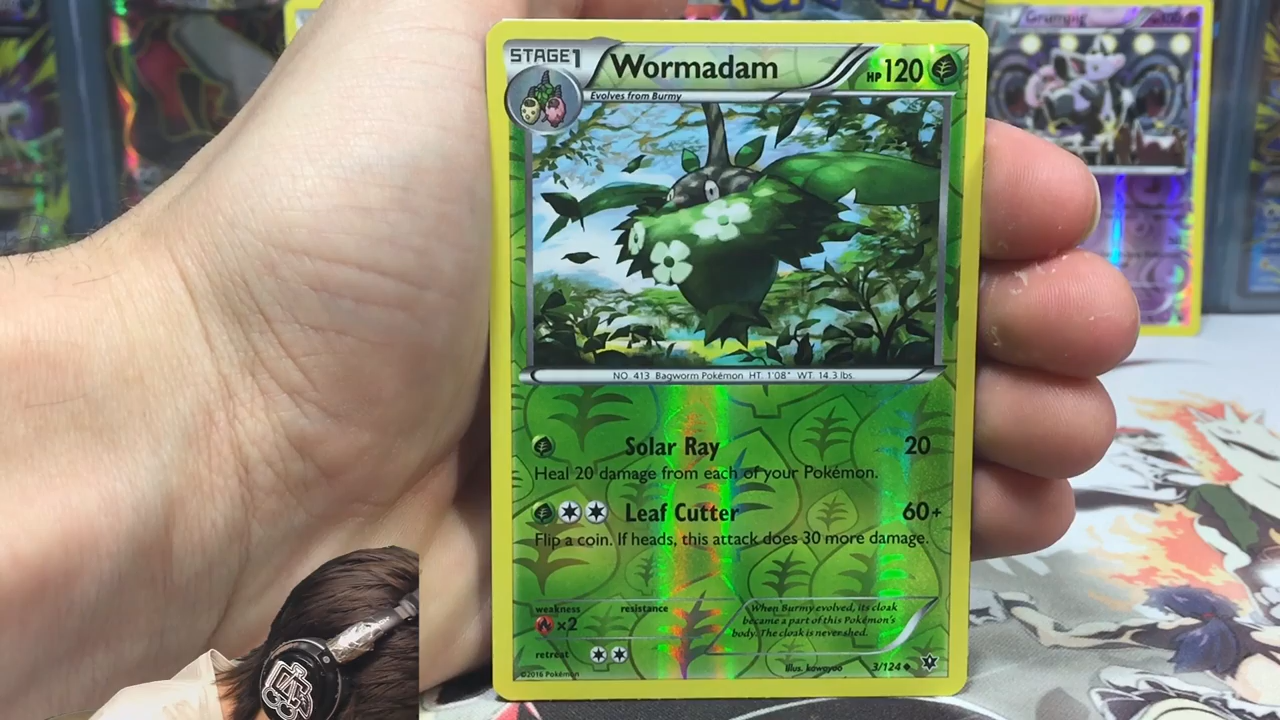 STAGE1
Wormadam
HP 120
Evolves from Burmy
NO. 413 Bagworm Pokémon HT. 1'08" WT. 14.3 lbs.
Solar Ray 20
Heal 20 damage from each of your Pokémon.
Leaf Cutter 60+
Flip a coin. If heads, this attack does 30 more damage.
weakness resistance
×2
When Burmy evolved, its cloak
became a part of this Pokémon's
body. The cloak is never shed.
retreat
Illus. kawayoo 3/124
©2016 Pokémon
Grumpig